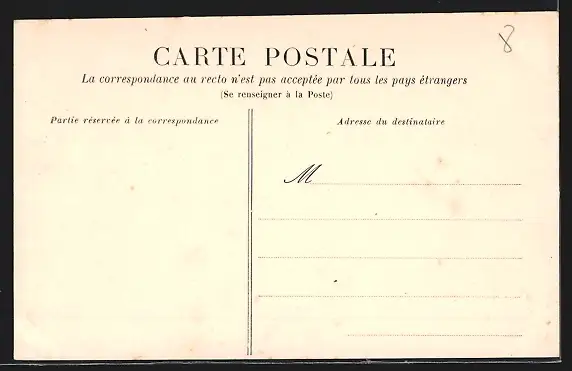 8
CARTE POSTALE
La correspondance au recto n'est pas acceptée par tous les pays étrangers
(Se renseigner à la Poste)
Partie réservée à la correspondance
Adresse du destinataire
M